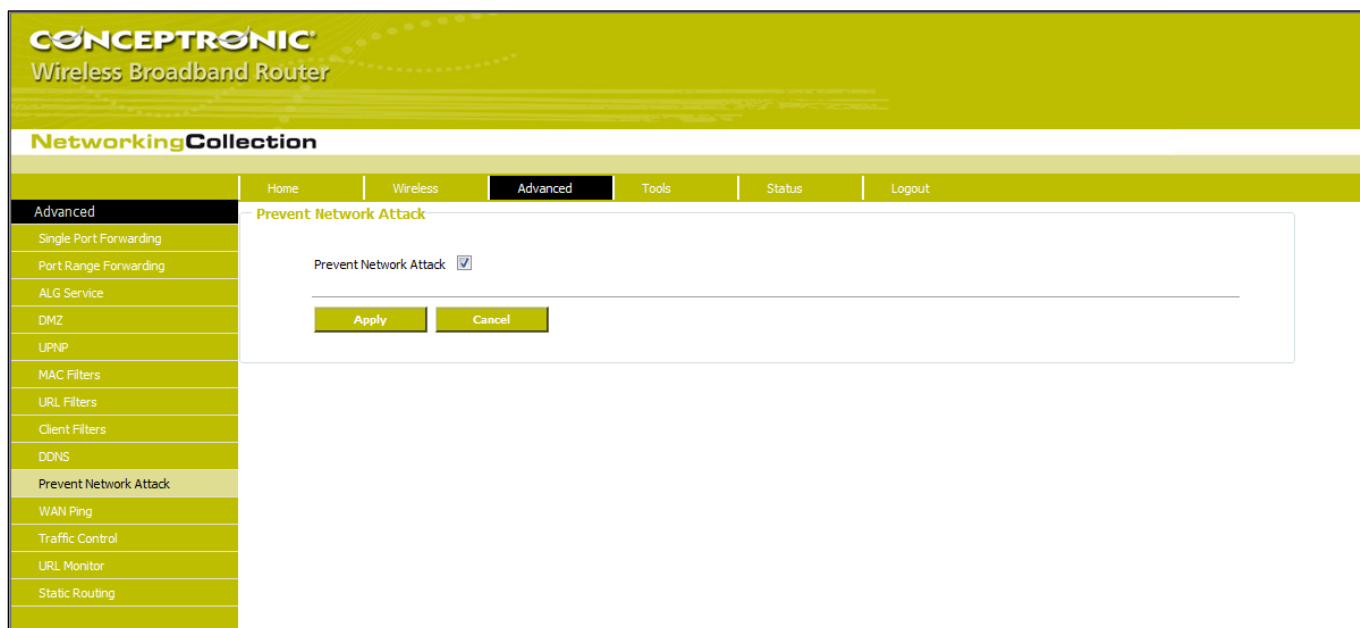 CONCEPTRONIC
Wireless Broadband Router
NetworkingCollection
Home Wireless Advanced Tools Status Logout
Advanced
Single Port Forwarding
Port Range Forwarding
ALG Service
DMZ
UPNP
MAC Filters
URL Filters
Client Filters
DDNS
Prevent Network Attack
WAN Ping
Traffic Control
URL Monitor
Static Routing
Prevent Network Attack
Prevent Network Attack
Apply Cancel